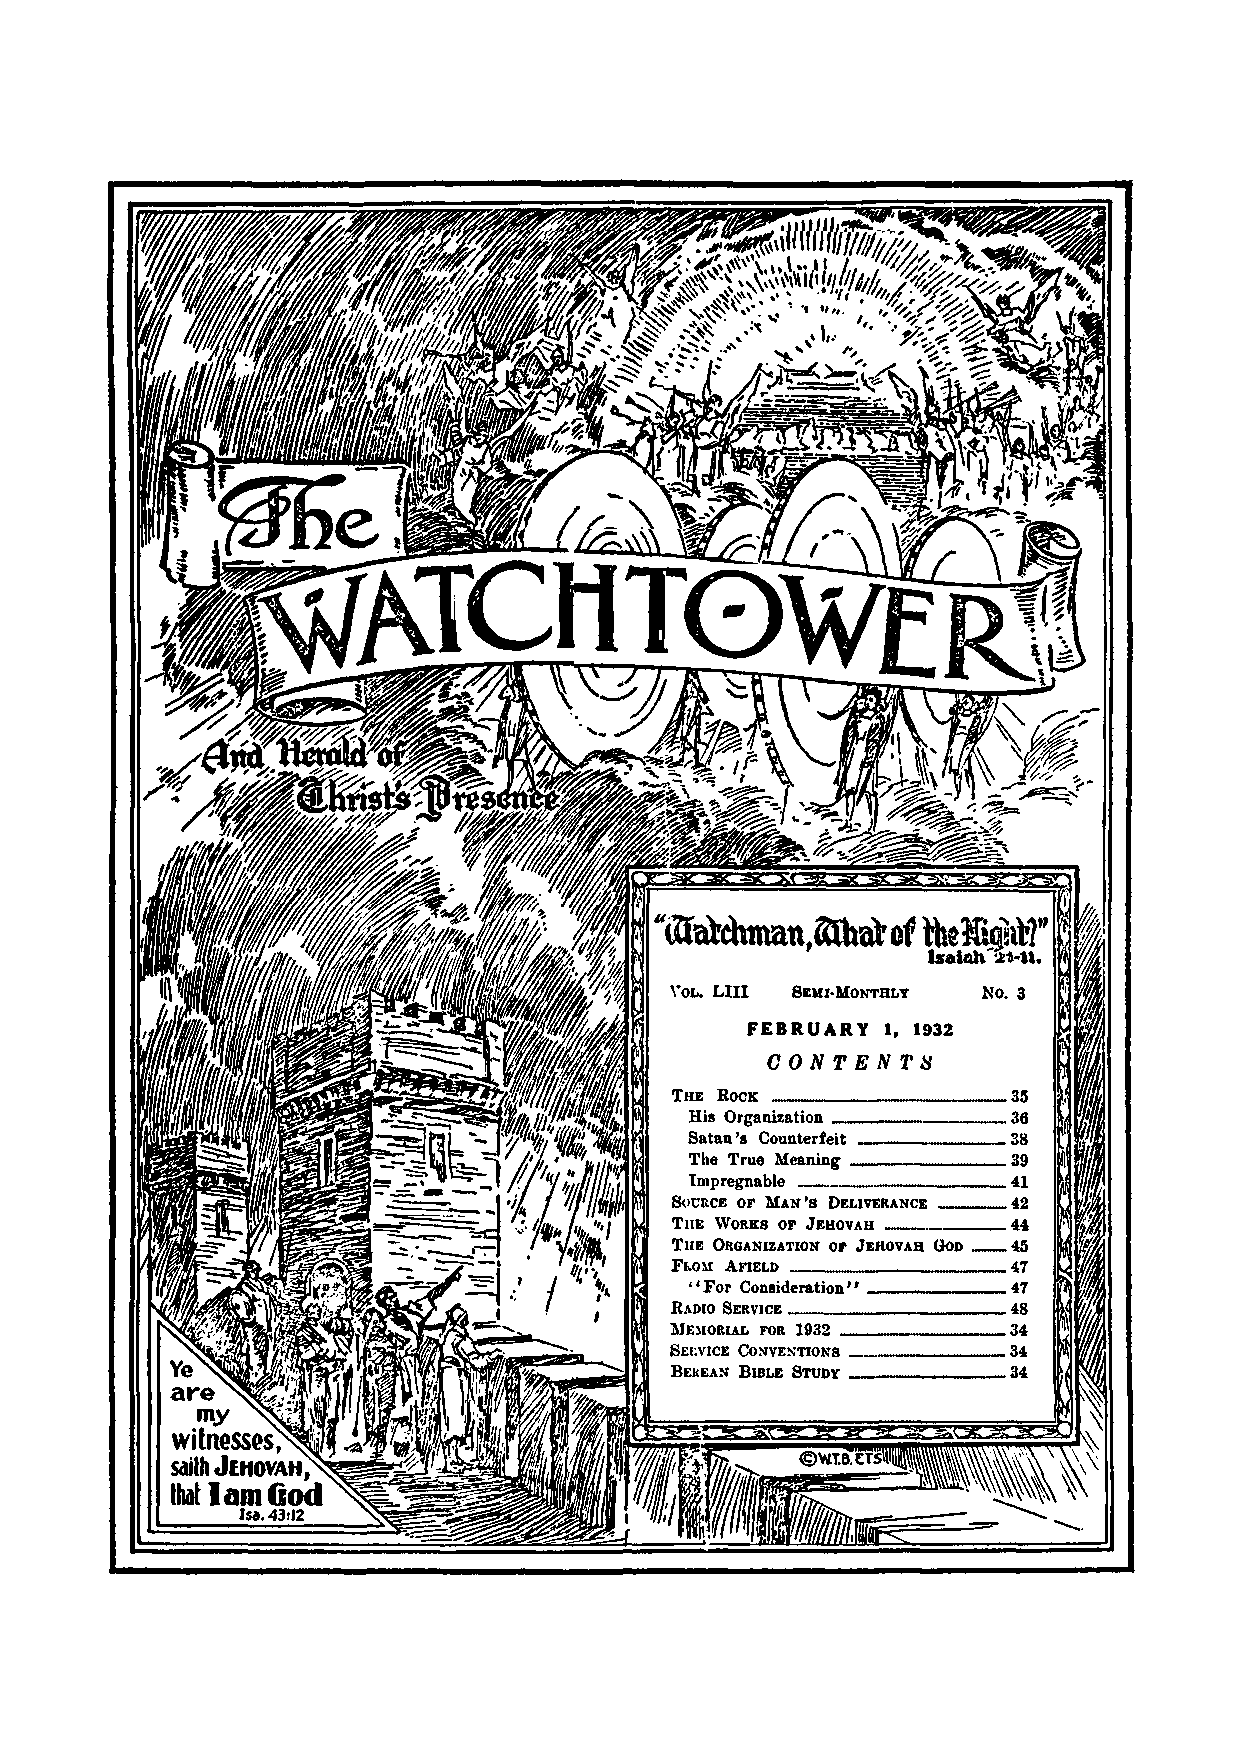 The
WATCHTOWER
And Herald of
Christ's Presence
"Watchman, What of the Night?"
Isaiah 21-11.
VOL. LIII SEMI-MONTHLY NO. 3
FEBRUARY 1, 1932
CONTENTS
THE ROCK 35
His Organization 36
Satan's Counterfeit 38
The True Meaning 39
Impregnable 41
SOURCE OF MAN'S DELIVERANCE 42
THE WORKS OF JEHOVAH 44
THE ORGANIZATION OF JEHOVAH GOD 45
FROM AFIELD 47
"For Consideration" 47
RADIO SERVICE 48
MEMORIAL FOR 1932 34
SERVICE CONVENTIONS 34
BEREAN BIBLE STUDY 34
©W.T.B.&T.S.
Ye
are
my
witnesses,
saith JEHOVAH,
that I am God
Isa. 43:12